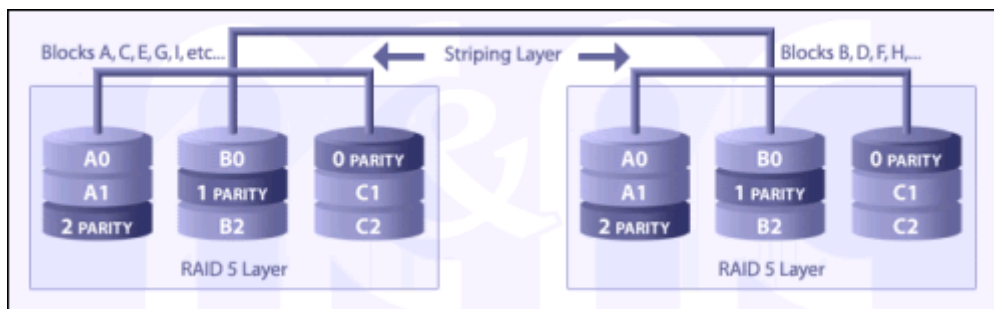 Blocks A, C, E, G, I, etc...
Striping Layer
Blocks B, D, F, H,...
A0
B0
0 PARITY
A1
1 PARITY
C1
2 PARITY
B2
C2
RAID 5 Layer
A0
B0
0 PARITY
A1
1 PARITY
C1
2 PARITY
B2
C2
RAID 5 Layer